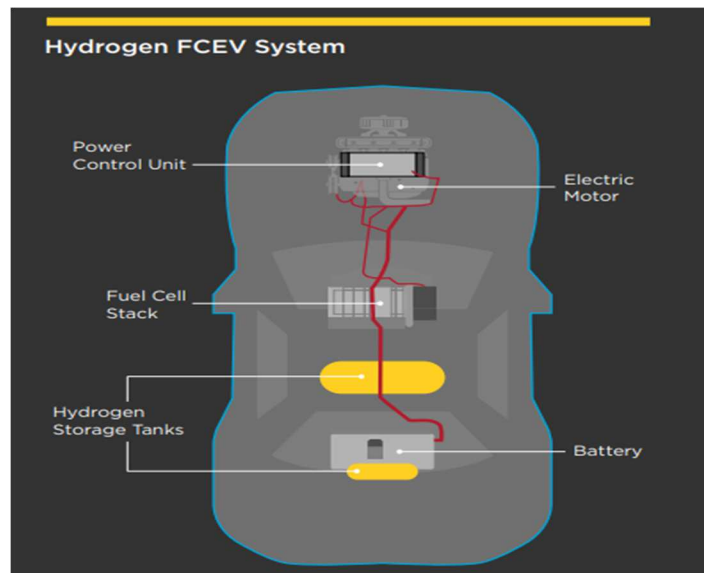 Hydrogen FCEV System
Power
Control Unit
Electric
Motor
Fuel Cell
Stack
Hydrogen
Storage Tanks
Battery